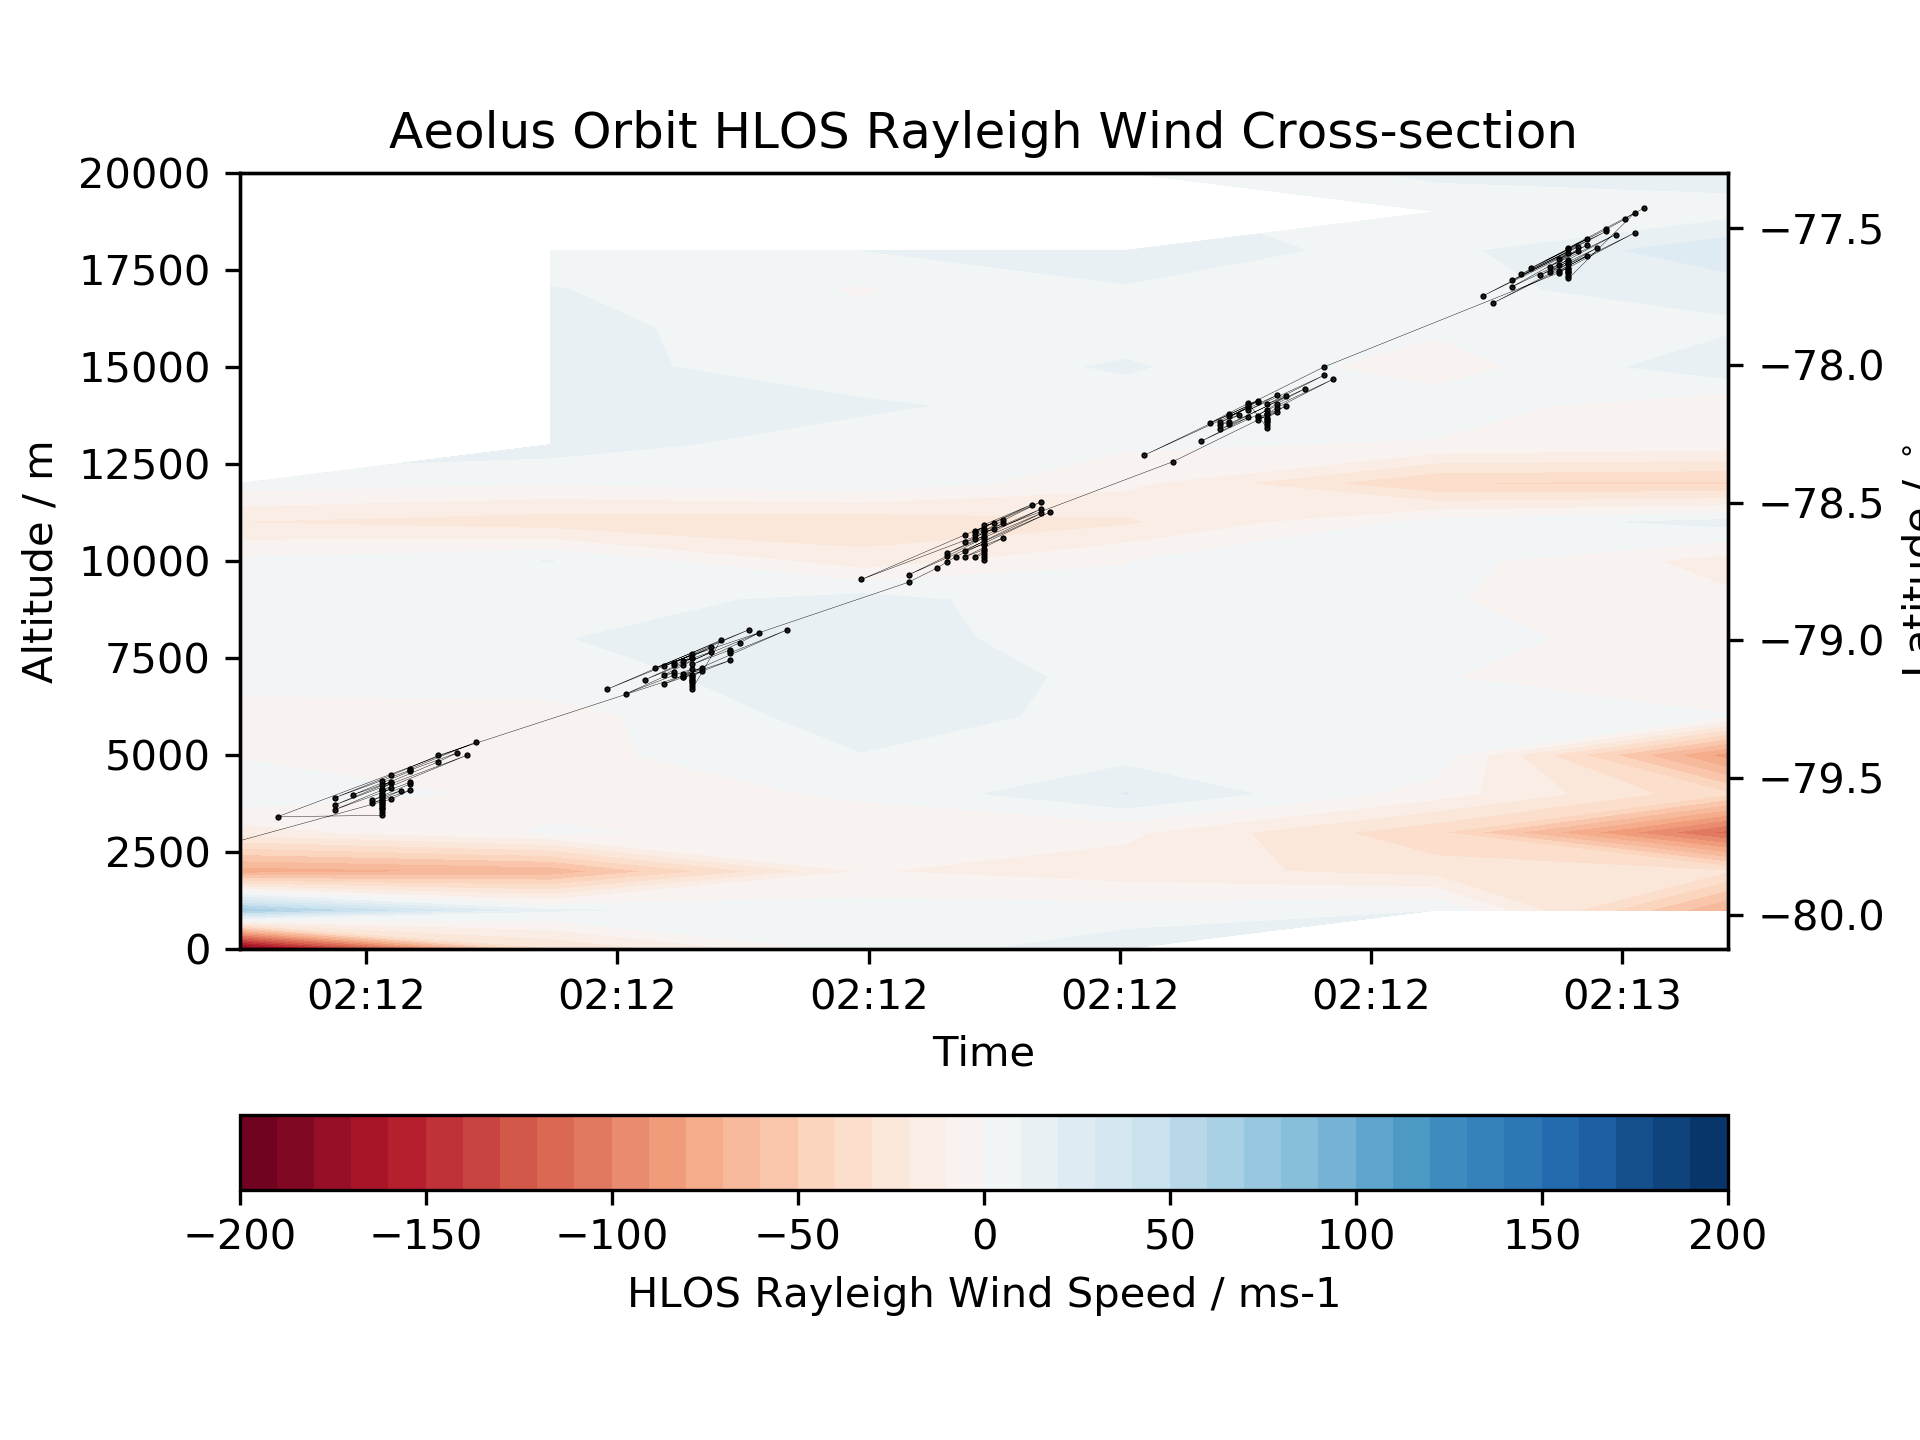 Aeolus Orbit HLOS Rayleigh Wind Cross-section
20000
17500
15000
12500
10000
7500
5000
2500
0
Altitude / m
−77.5
−78.0
−78.5
−79.0
−79.5
−80.0
Latitude / °
02:12 02:12 02:12 02:12 02:12 02:13
Time
−200 −150 −100 −50 0 50 100 150 200
HLOS Rayleigh Wind Speed / ms-1